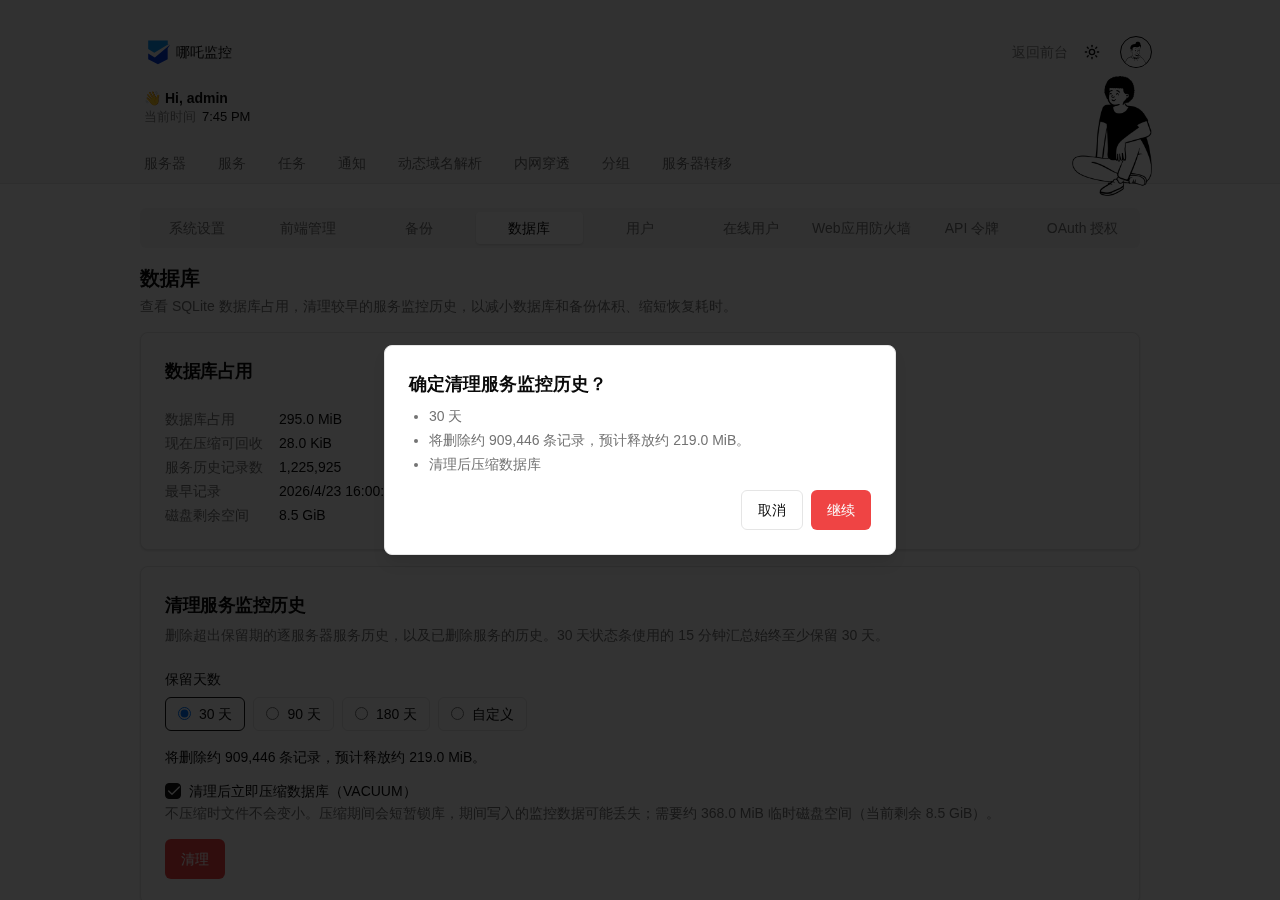 哪吒监控
返回前台
👋 Hi, admin
当前时间 7:45 PM
服务器 服务 任务 通知 动态域名解析 内网穿透 分组 服务器转移
系统设置 前端管理 备份 数据库 用户 在线用户 Web应用防火墙 API 令牌 OAuth 授权
数据库
查看 SQLite 数据库占用，清理较早的服务监控历史，以减小数据库和备份体积、缩短恢复耗时。
数据库占用
数据库占用 295.0 MiB
现在压缩可回收 28.0 KiB
服务历史记录数 1,225,925
最早记录 2026/4/23 16:00:
磁盘剩余空间 8.5 GiB
确定清理服务监控历史？
• 30 天
• 将删除约 909,446 条记录，预计释放约 219.0 MiB。
• 清理后压缩数据库
取消 继续
清理服务监控历史
删除超出保留期的逐服务器服务历史，以及已删除服务的历史。30 天状态条使用的 15 分钟汇总始终至少保留 30 天。
保留天数
30 天 90 天 180 天 自定义
将删除约 909,446 条记录，预计释放约 219.0 MiB。
清理后立即压缩数据库（VACUUM）
不压缩时文件不会变小。压缩期间会短暂锁库，期间写入的监控数据可能丢失；需要约 368.0 MiB 临时磁盘空间（当前剩余 8.5 GiB）。
清理